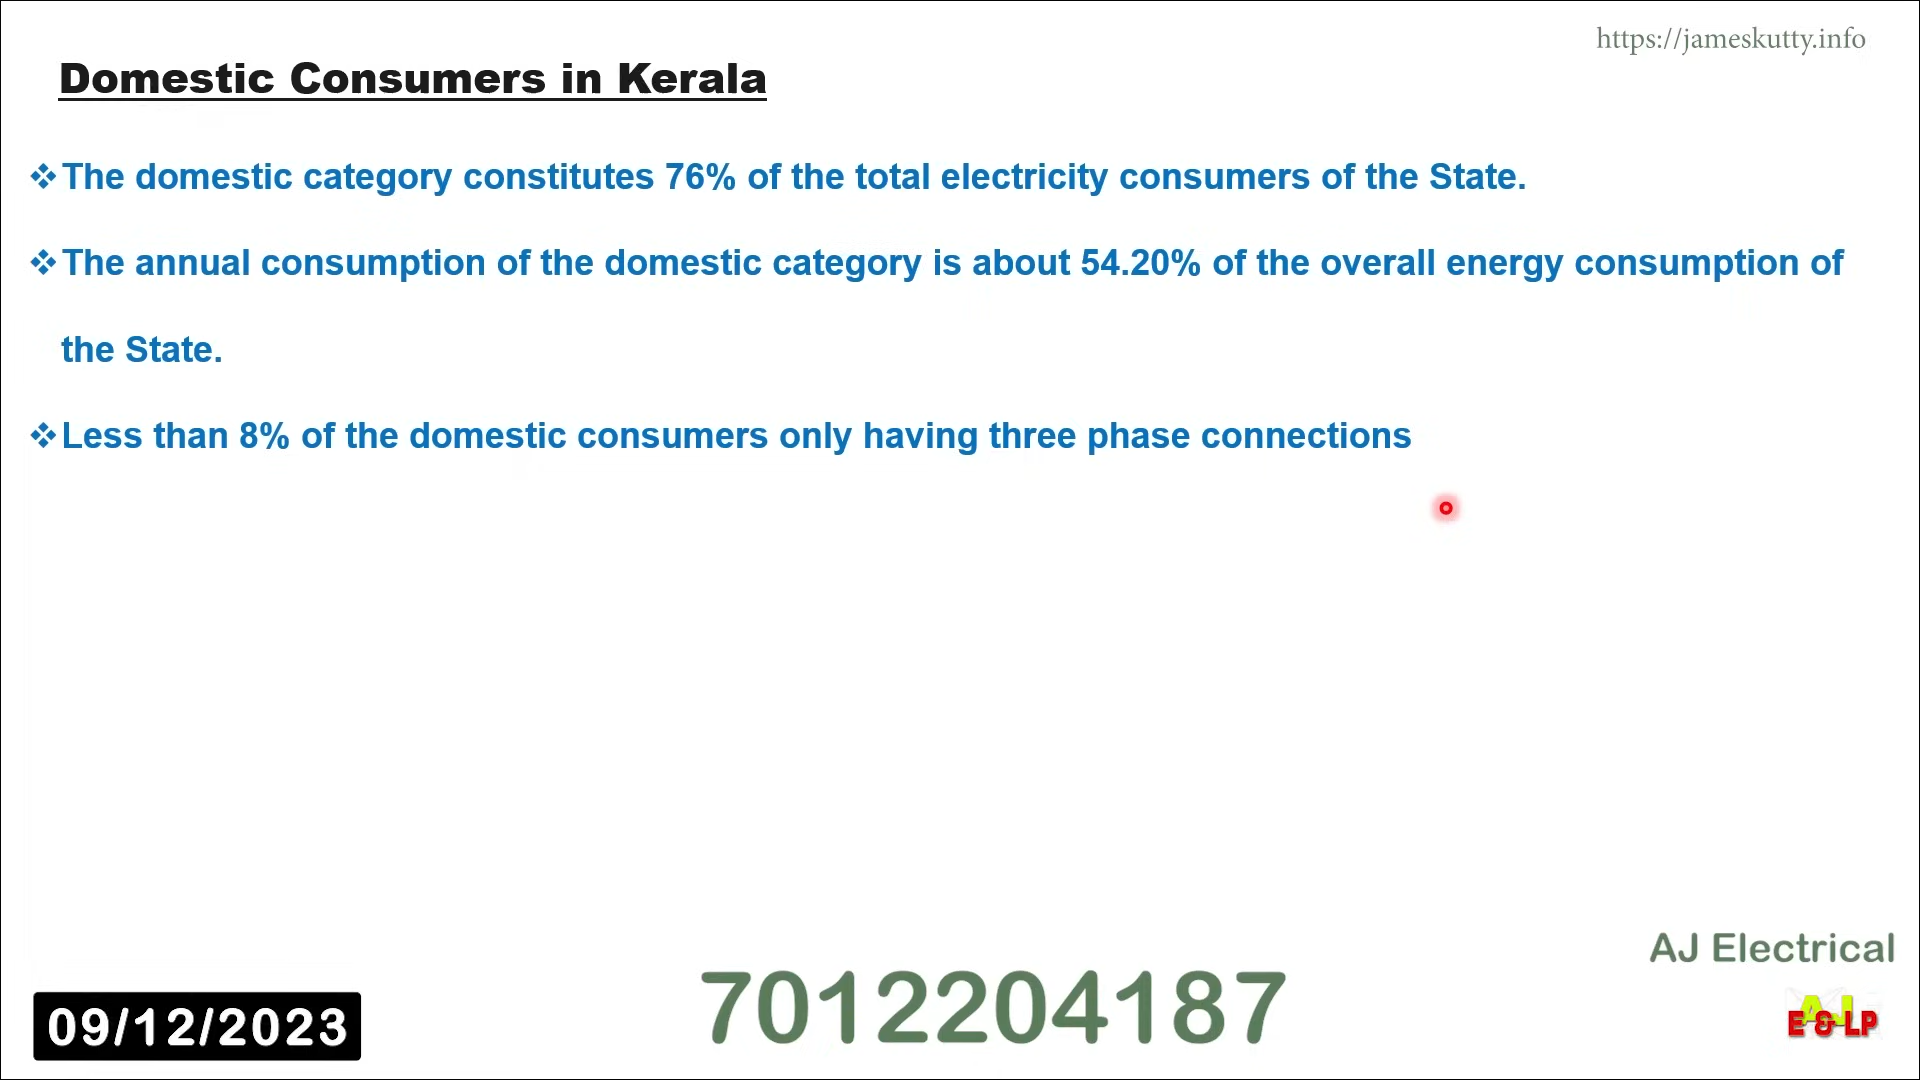 https://jameskutty.info
Domestic Consumers in Kerala
❖The domestic category constitutes 76% of the total electricity consumers of the State.
❖The annual consumption of the domestic category is about 54.20% of the overall energy consumption of
the State.
❖Less than 8% of the domestic consumers only having three phase connections
AJ Electrical
7012204187
AJ
E & LP
09/12/2023